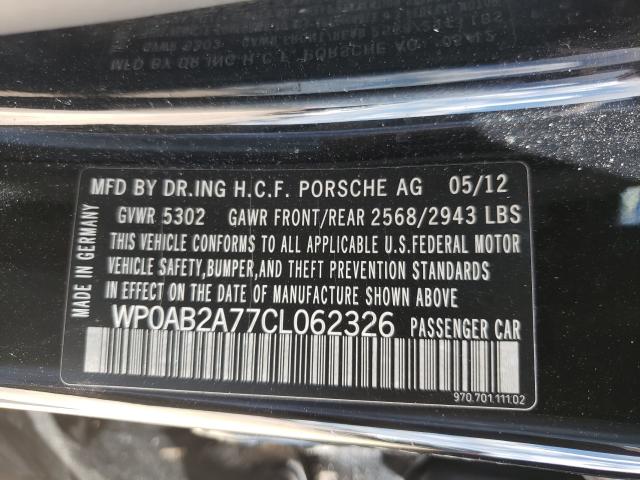 MFD BY DR.ING H.C.F. PORSCHE AG 05/12
GVWR 5302 GAWR FRONT/REAR 2568/2943 LBS
THIS VEHICLE CONFORMS TO ALL APPLICABLE U.S.FEDERAL MOTOR
VEHICLE SAFETY,BUMPER,AND THEFT PREVENTION STANDARDS
IN EFFECT ON THE DATE OF MANUFACTURE SHOWN ABOVE.
WP0AB2A77CL062326 PASSENGER CAR
970.701.111.02
MADE IN GERMANY